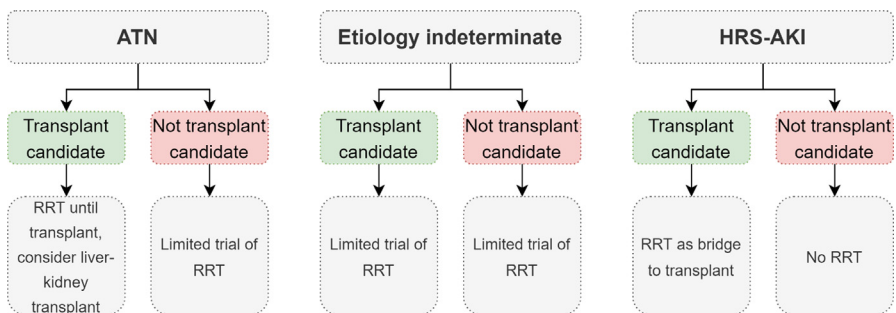 ATN
Etiology indeterminate
HRS-AKI
Transplant
candidate
Not transplant
candidate
Transplant
candidate
Not transplant
candidate
Transplant
candidate
Not transplant
candidate
RRT until
transplant,
consider liver-
kidney
transplant
Limited trial of
RRT
Limited trial of
RRT
Limited trial of
RRT
RRT as bridge
to transplant
No RRT